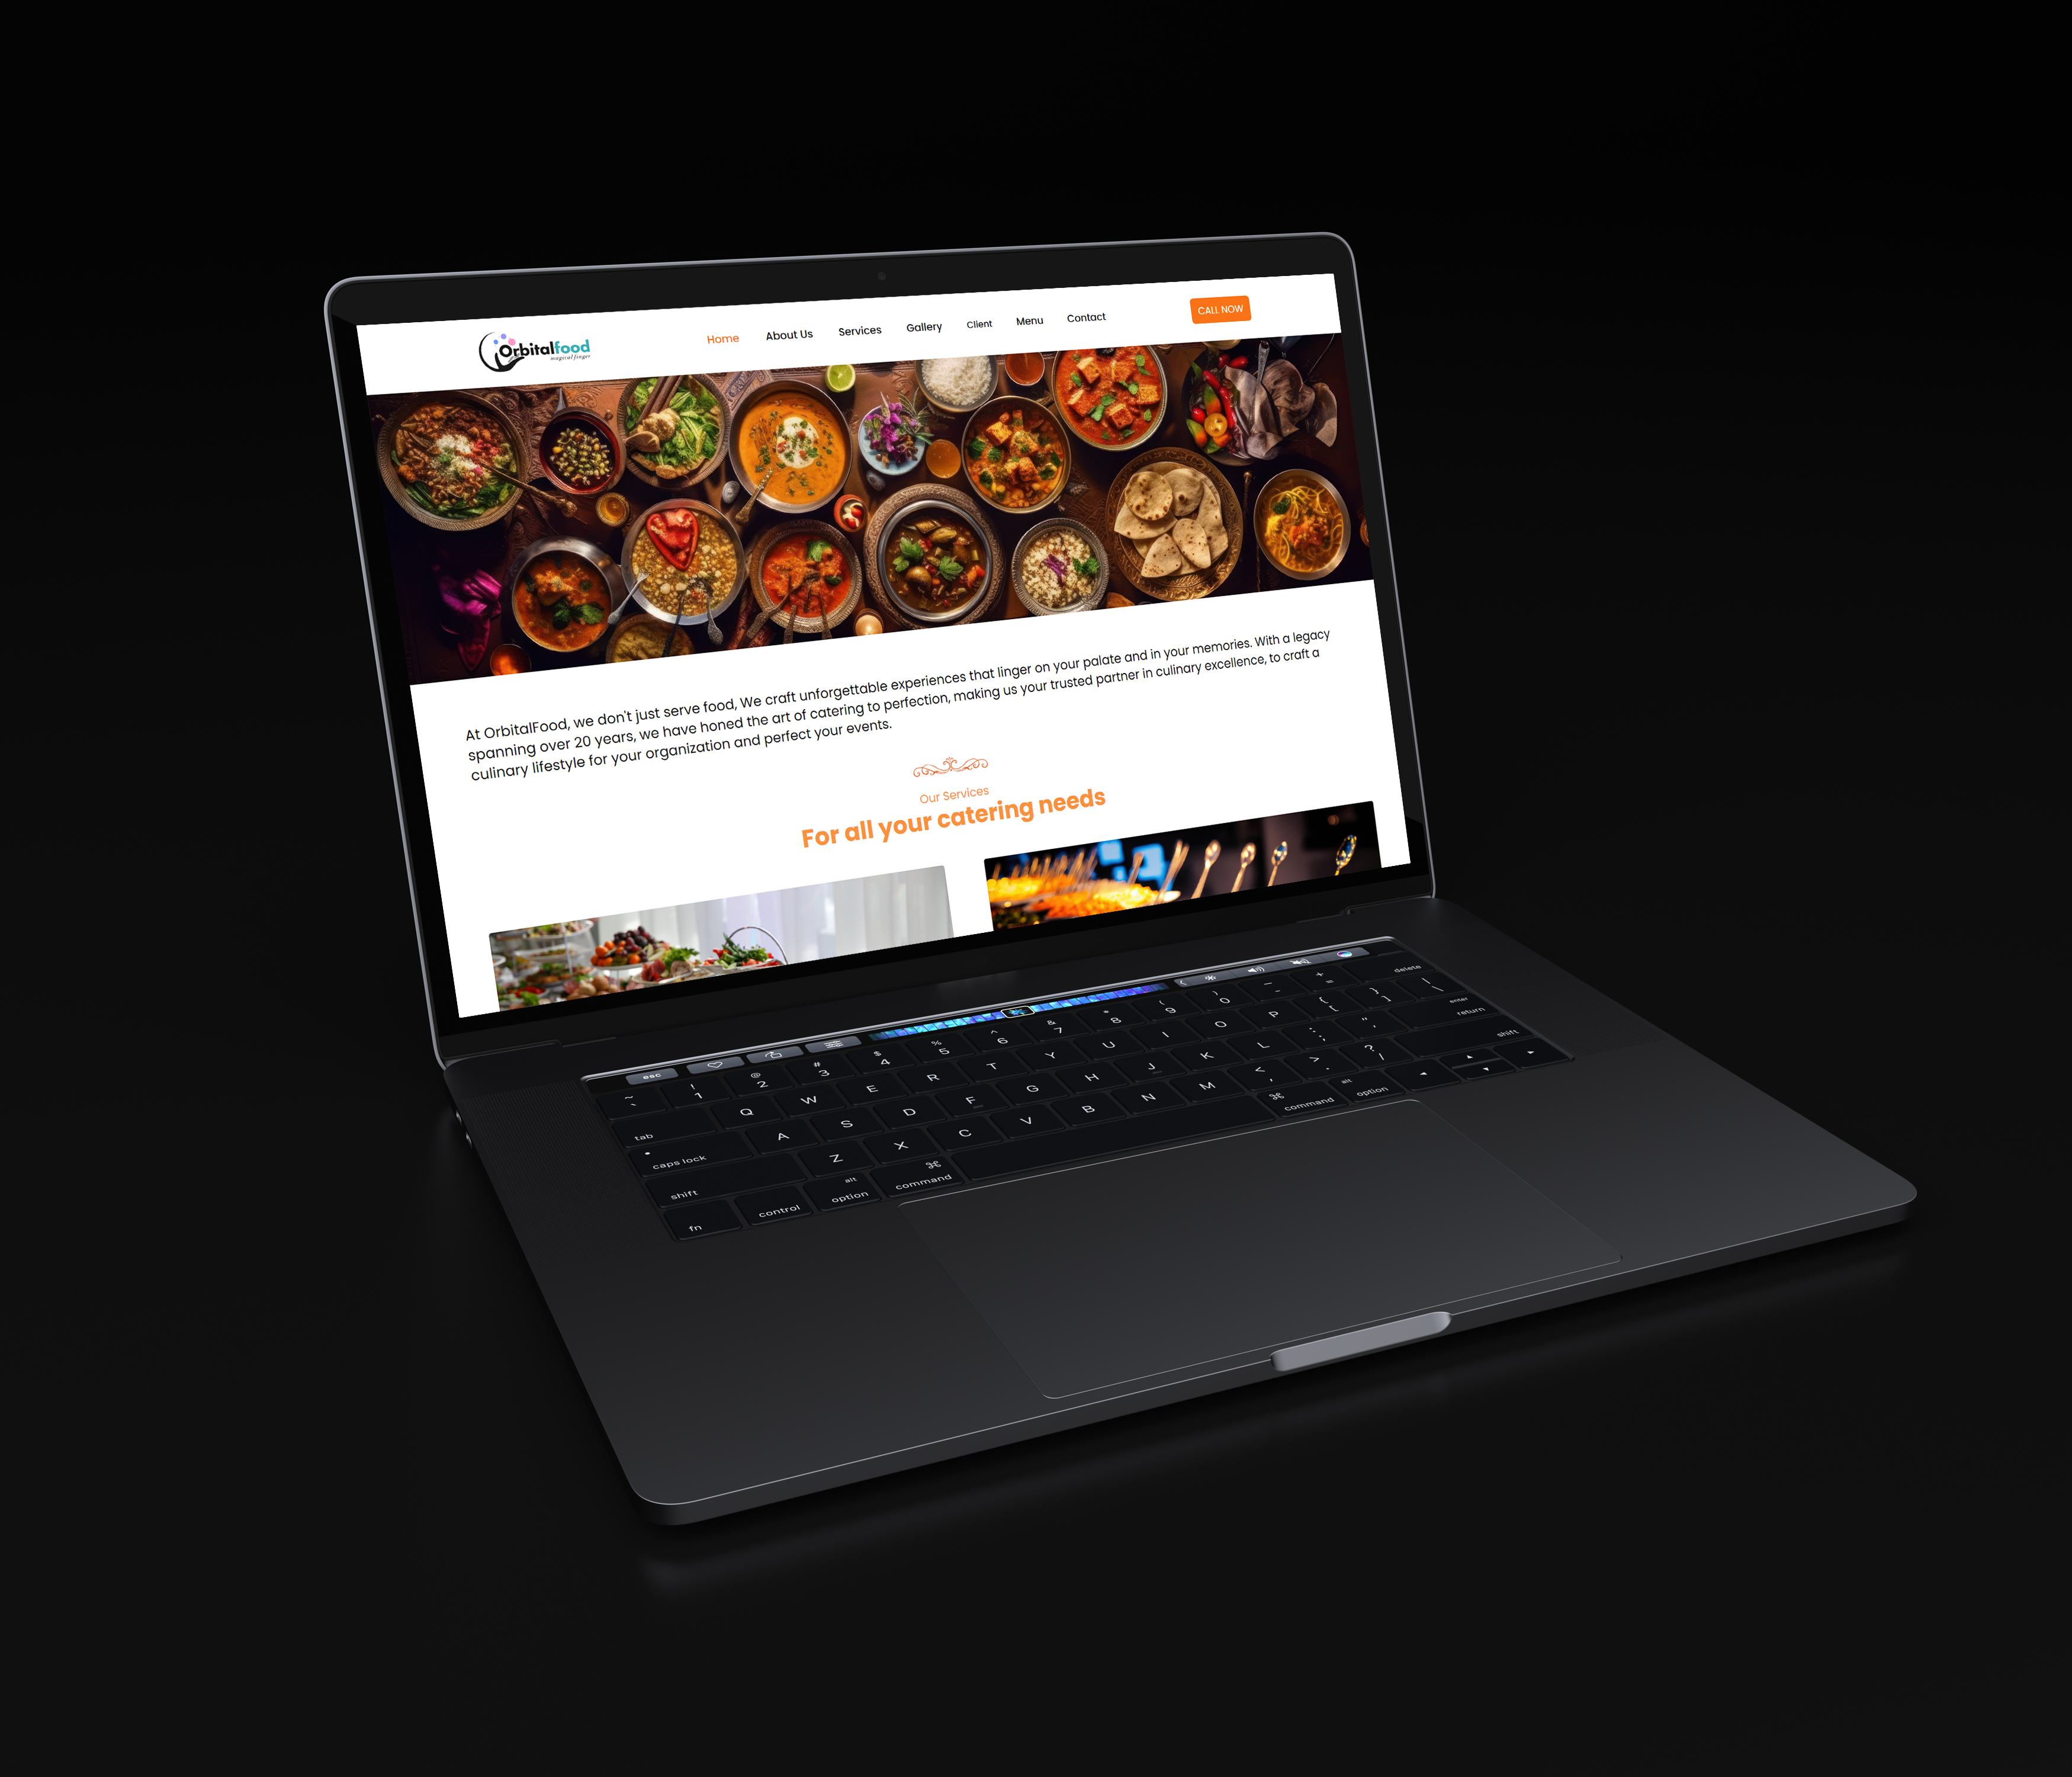 Orbitalfood
magical finger
Home About Us Services Gallery Client Menu Contact
CALL NOW
At OrbitalFood, we don't just serve food, We craft unforgettable experiences that linger on your palate and in your memories. With a legacy
spanning over 20 years, we have honed the art of catering to perfection, making us your trusted partner in culinary excellence, to craft a
culinary lifestyle for your organization and perfect your events.
Our Services
For all your catering needs
esc
~ ! @ # $ % ^ & * ( ) _ +
` 1 2 3 4 5 6 7 8 9 0 - = delete
tab Q W E R T Y U I O P { [ } ] | \
caps lock A S D F G H J K L : ; " ' enter return
shift Z X C V B N M < , > . ? / shift
fn control alt option ⌘ command ⌘ command alt option